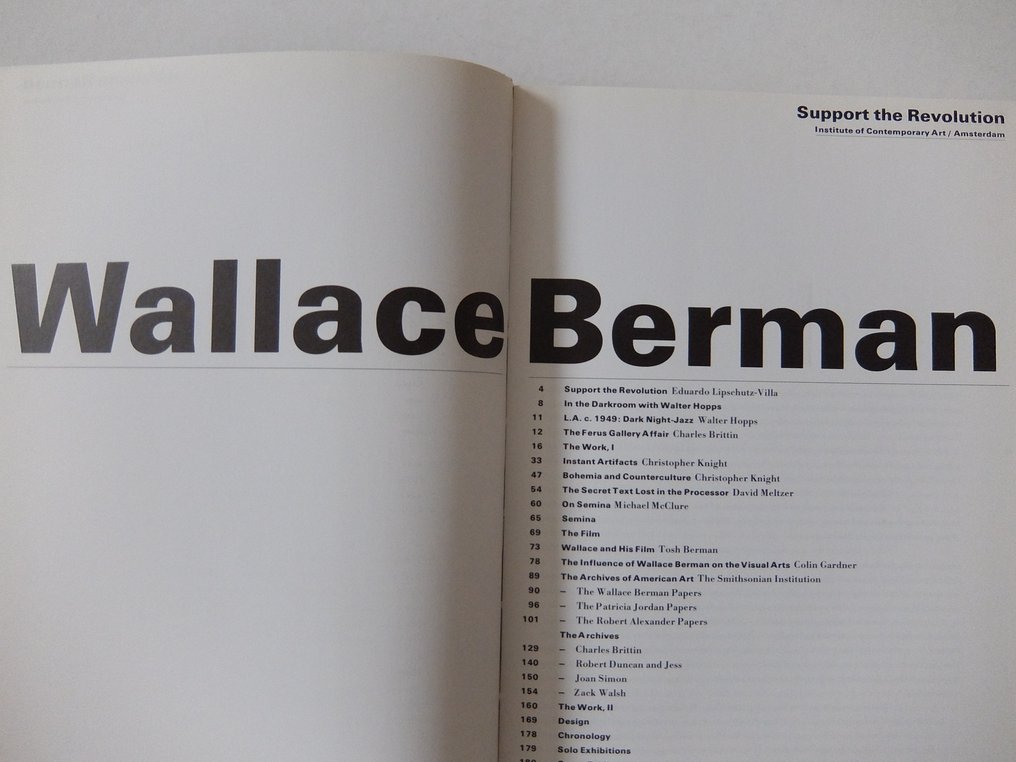 Support the Revolution
Institute of Contemporary Art / Amsterdam
Wallace Berman
4 Support the Revolution Eduardo Lipschutz-Villa
8 In the Darkroom with Walter Hopps
11 L.A. c. 1949: Dark Night-Jazz Walter Hopps
12 The Ferus Gallery Affair Charles Brittin
16 The Work, I
33 Instant Artifacts Christopher Knight
47 Bohemia and Counterculture Christopher Knight
54 The Secret Text Lost in the Processor David Meltzer
60 On Semina Michael McClure
65 Semina
69 The Film
73 Wallace and His Film Tosh Berman
78 The Influence of Wallace Berman on the Visual Arts Colin Gardner
89 The Archives of American Art The Smithsonian Institution
90 – The Wallace Berman Papers
96 – The Patricia Jordan Papers
101 – The Robert Alexander Papers
The Archives
129 – Charles Brittin
140 – Robert Duncan and Jess
150 – Joan Simon
154 – Zack Walsh
160 The Work, II
169 Design
178 Chronology
179 Solo Exhibitions